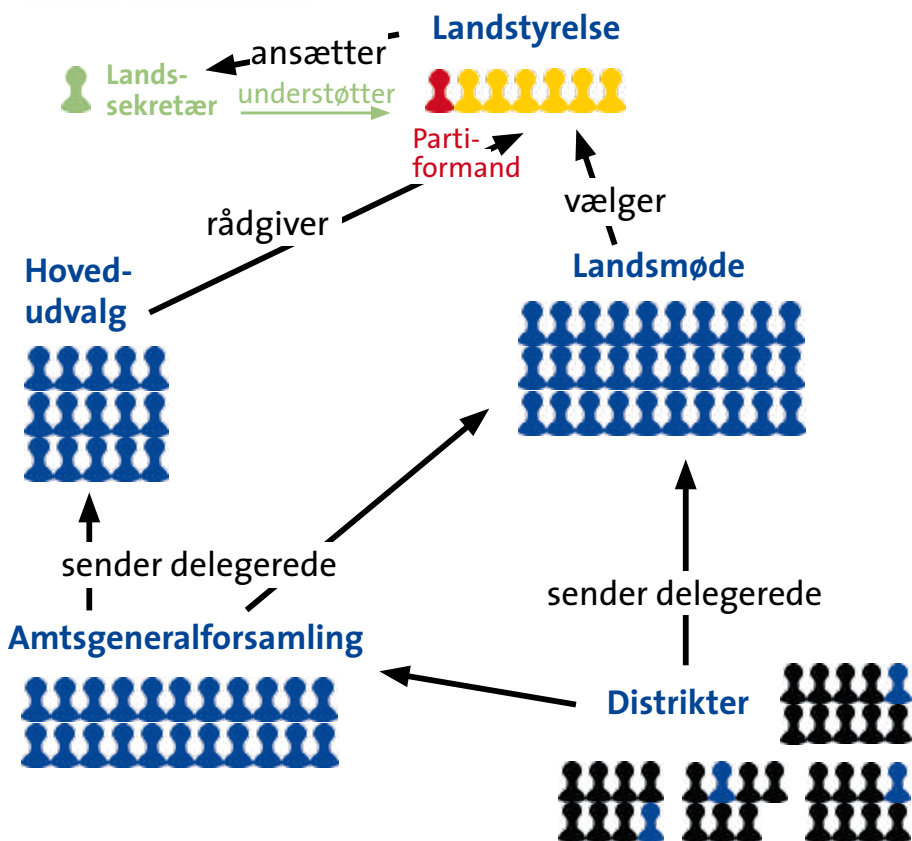 Landstyrelse
ansætter
Lands-
sekretær
understøtter
Parti-
formand
rådgiver
vælger
Hoved-
udvalg
Landsmøde
sender delegerede
sender delegerede
Amtsgeneralforsamling
Distrikter